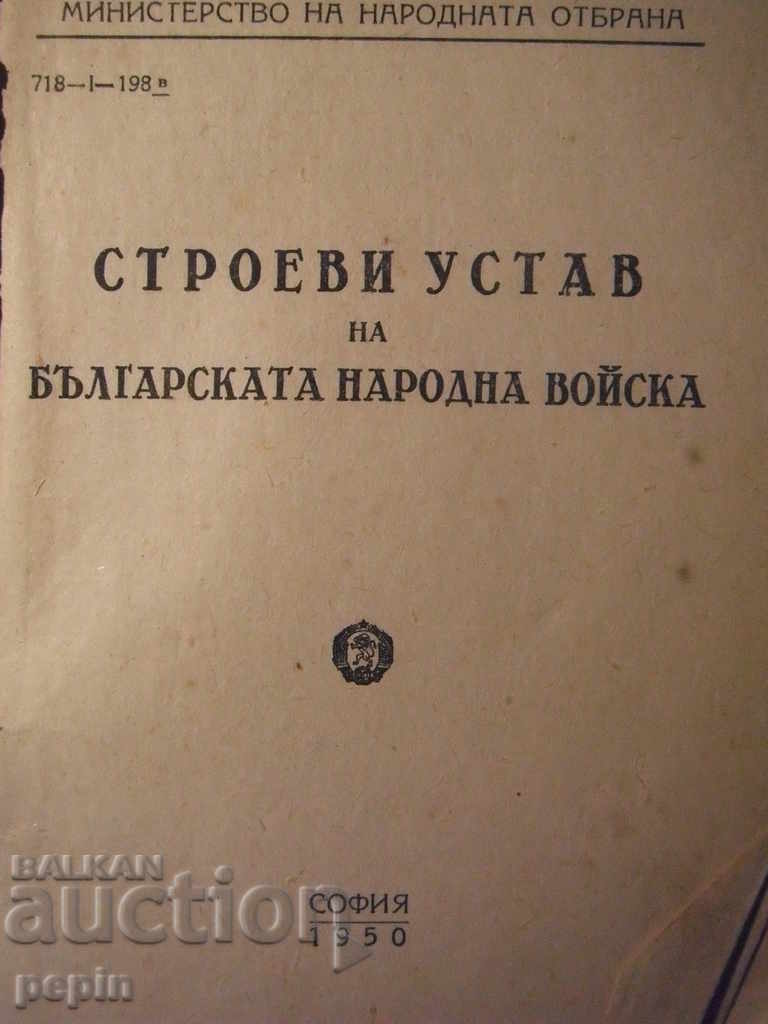 МИНИСТЕРСТВО НА НАРОДНАТА ОТБРАНА
718—I—198 в
СТРОЕВИ УСТАВ
НА
БЪЛГАРСКАТА НАРОДНА ВОЙСКА
СОФИЯ
1950
BALKAN
auction
pepin